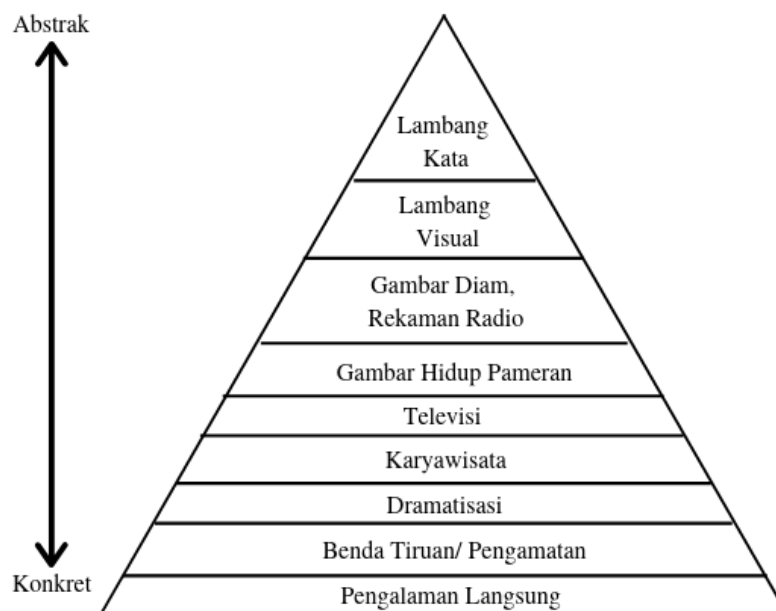 Abstrak
Lambang
Kata
Lambang
Visual
Gambar Diam,
Rekaman Radio
Gambar Hidup Pameran
Televisi
Karyawisata
Dramatisasi
Benda Tiruan/ Pengamatan
Konkret
Pengalaman Langsung